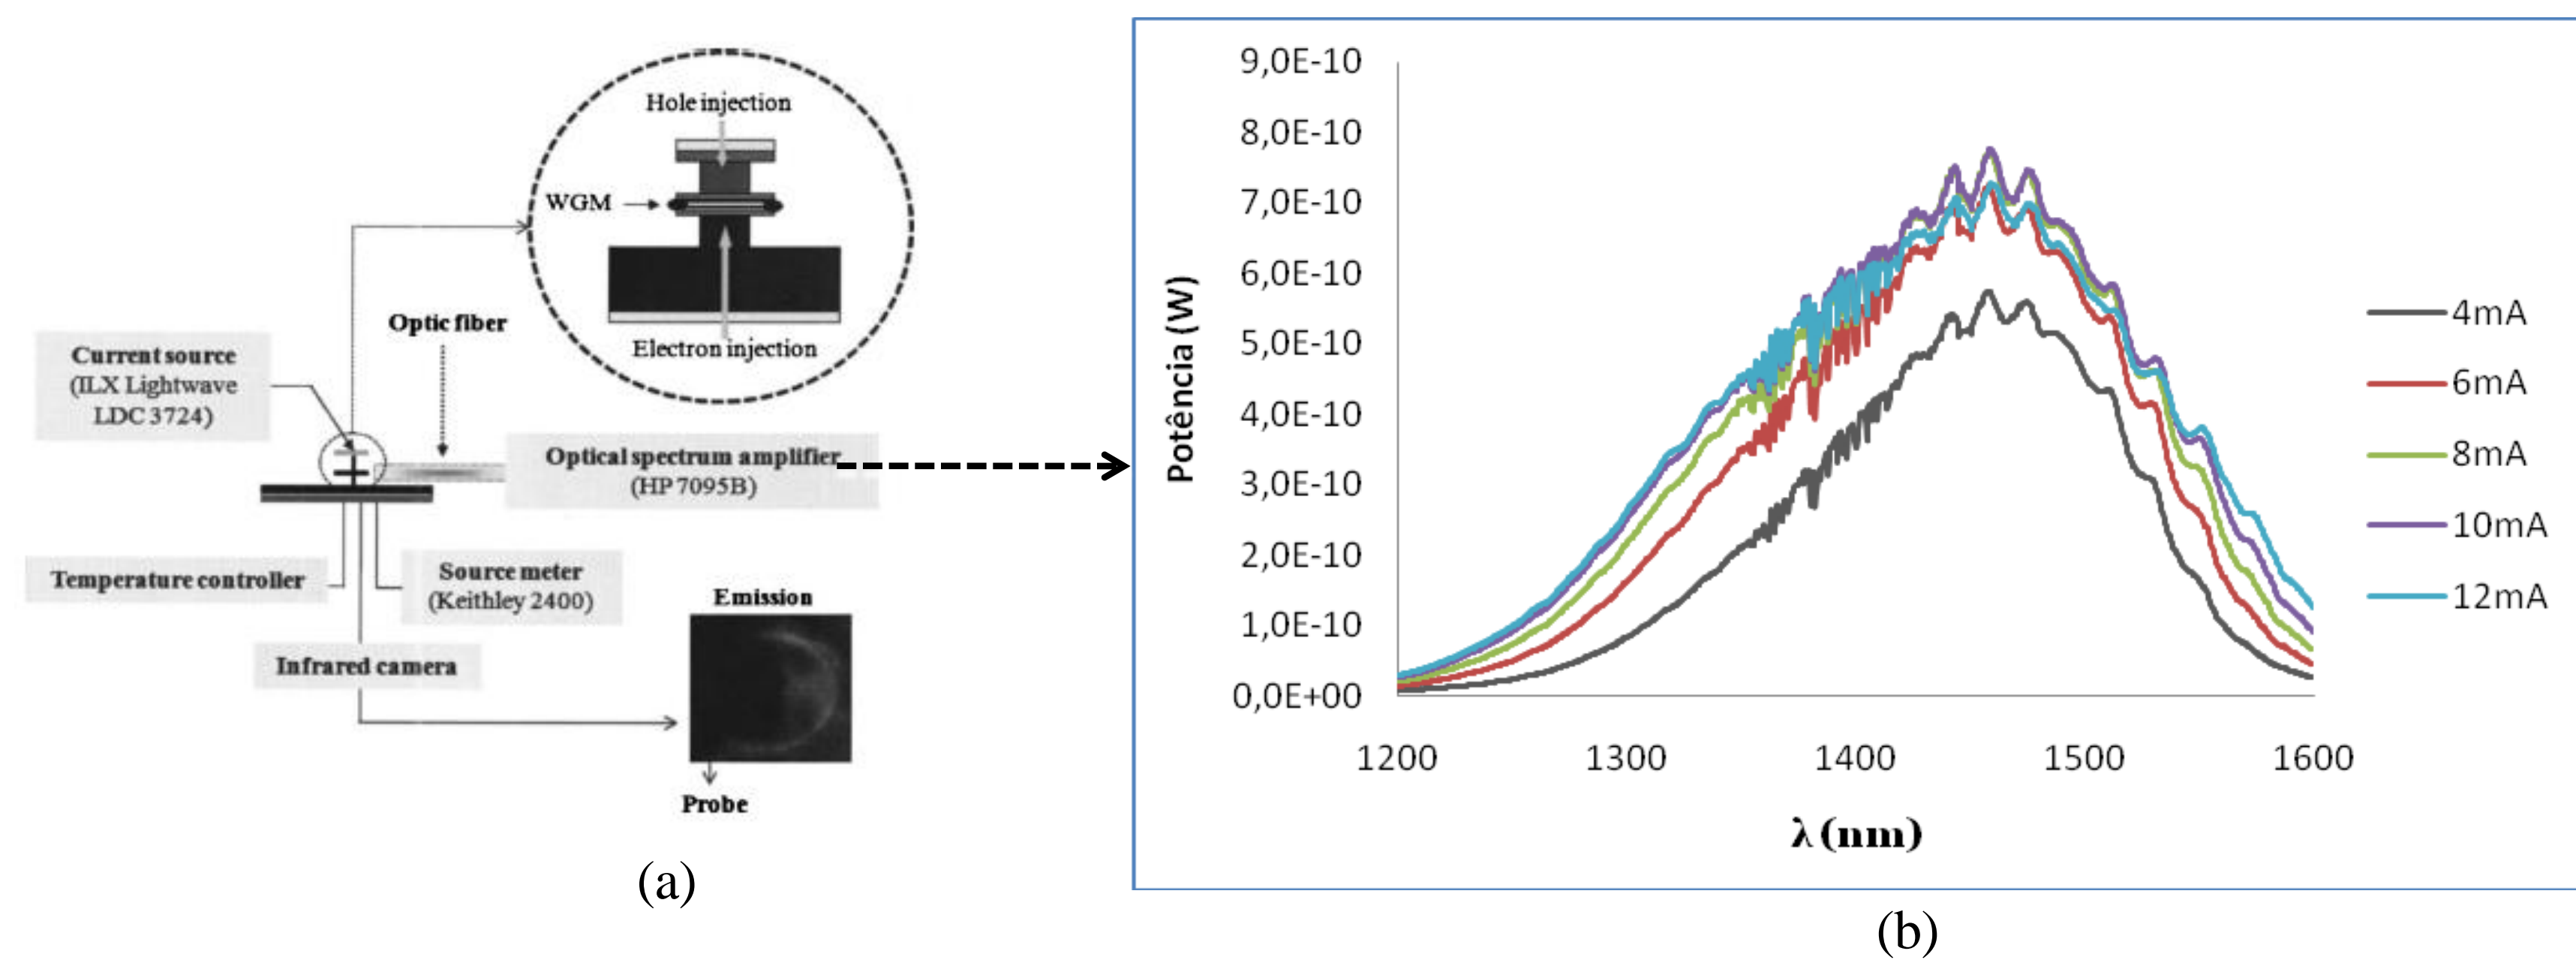 Hole injection
WGM
Electron injection
Optic fiber
Current source
(ILX Lightwave
LDC 3724)
Optical spectrum amplifier
(HP 7095B)
Temperature controller
Source meter
(Keithley 2400)
Infrared camera
Emission
Probe
(a)
Potência (W)
9,0E-10
8,0E-10
7,0E-10
6,0E-10
5,0E-10
4,0E-10
3,0E-10
2,0E-10
1,0E-10
0,0E+00
1200 1300 1400 1500 1600
λ (nm)
4mA
6mA
8mA
10mA
12mA
(b)